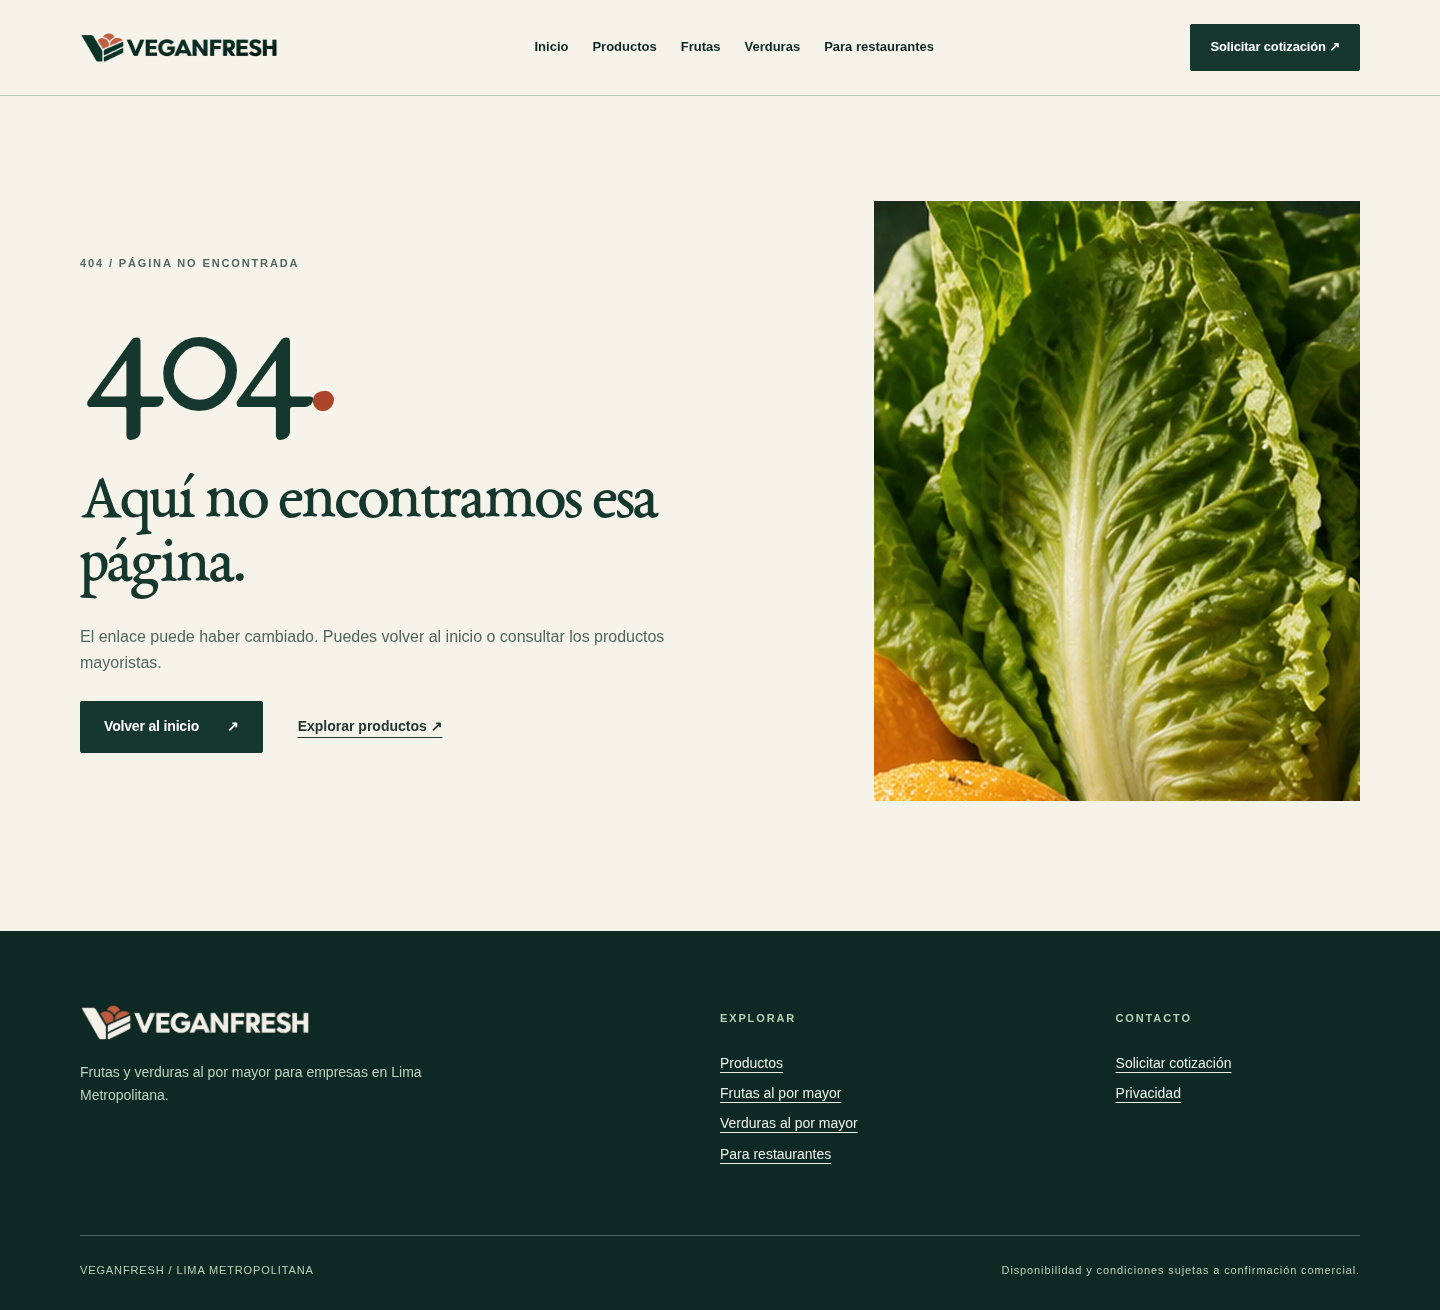 VEGANFRESH
Inicio Productos Frutas Verduras Para restaurantes
Solicitar cotización ↗
404 / PÁGINA NO ENCONTRADA
404.
Aquí no encontramos esa
página.
El enlace puede haber cambiado. Puedes volver al inicio o consultar los productos
mayoristas.
Volver al inicio ↗
Explorar productos ↗
VEGANFRESH
Frutas y verduras al por mayor para empresas en Lima
Metropolitana.
EXPLORAR
Productos
Frutas al por mayor
Verduras al por mayor
Para restaurantes
CONTACTO
Solicitar cotización
Privacidad
VEGANFRESH / LIMA METROPOLITANA
Disponibilidad y condiciones sujetas a confirmación comercial.